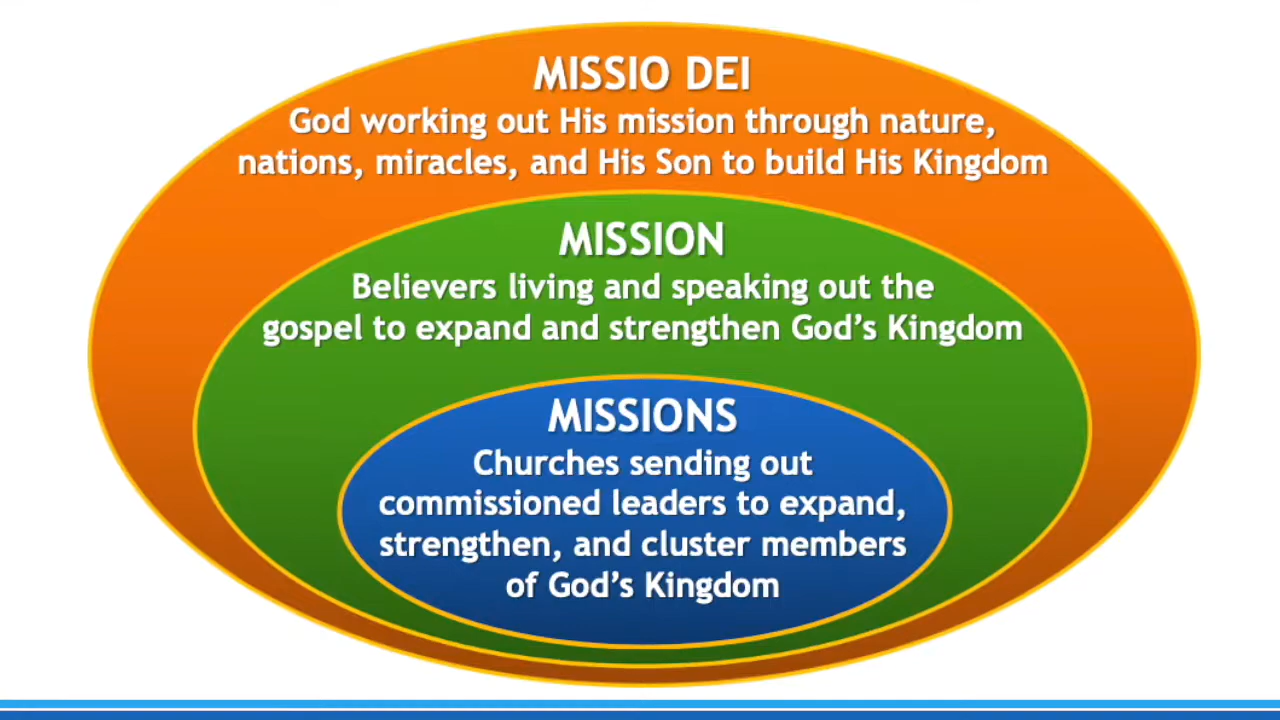 MISSIO DEI
God working out His mission through nature,
nations, miracles, and His Son to build His Kingdom
MISSION
Believers living and speaking out the
gospel to expand and strengthen God’s Kingdom
MISSIONS
Churches sending out
commissioned leaders to expand,
strengthen, and cluster members
of God’s Kingdom